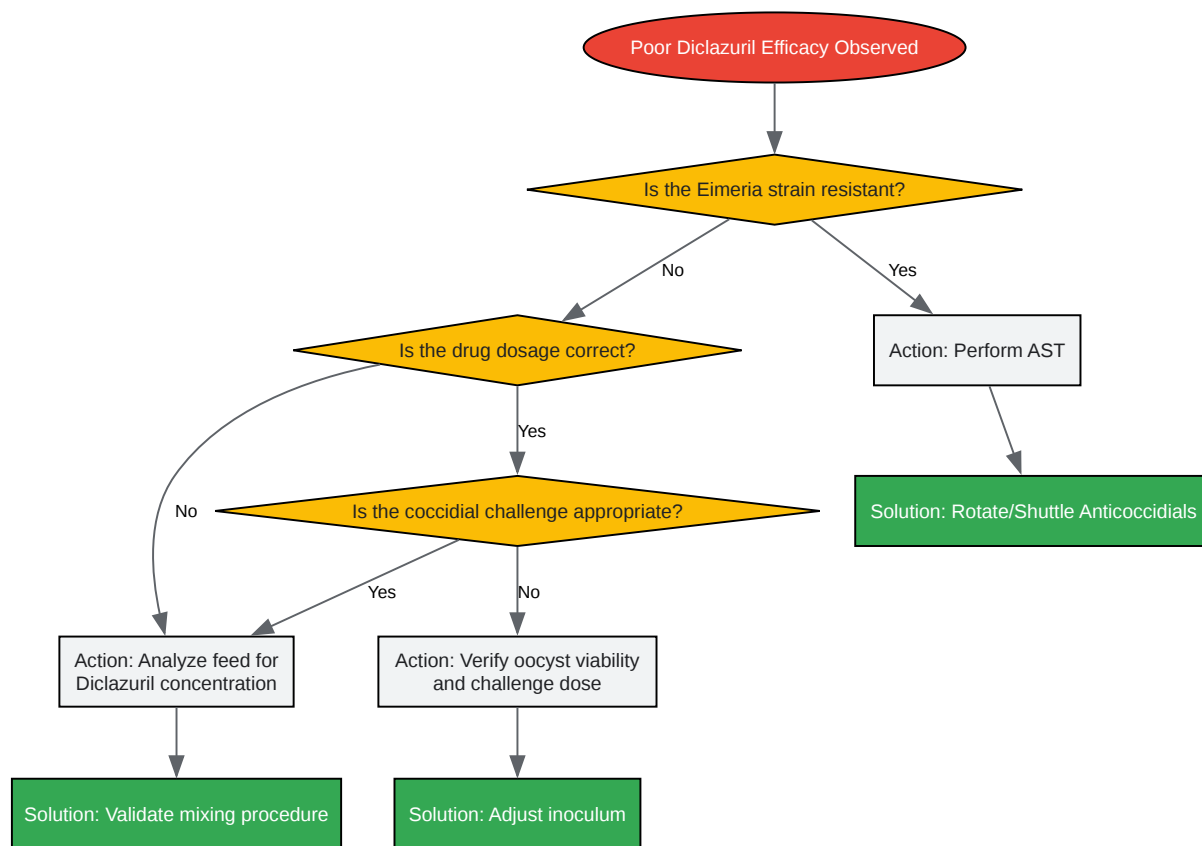 Poor Diclazuril Efficacy Observed
Is the Eimeria strain resistant?
No
Yes
Is the drug dosage correct?
Action: Perform AST
Yes
No
Is the coccidial challenge appropriate?
Solution: Rotate/Shuttle Anticoccidials
Yes
No
Action: Analyze feed for
Diclazuril concentration
Action: Verify oocyst viability
and challenge dose
Solution: Validate mixing procedure
Solution: Adjust inoculum